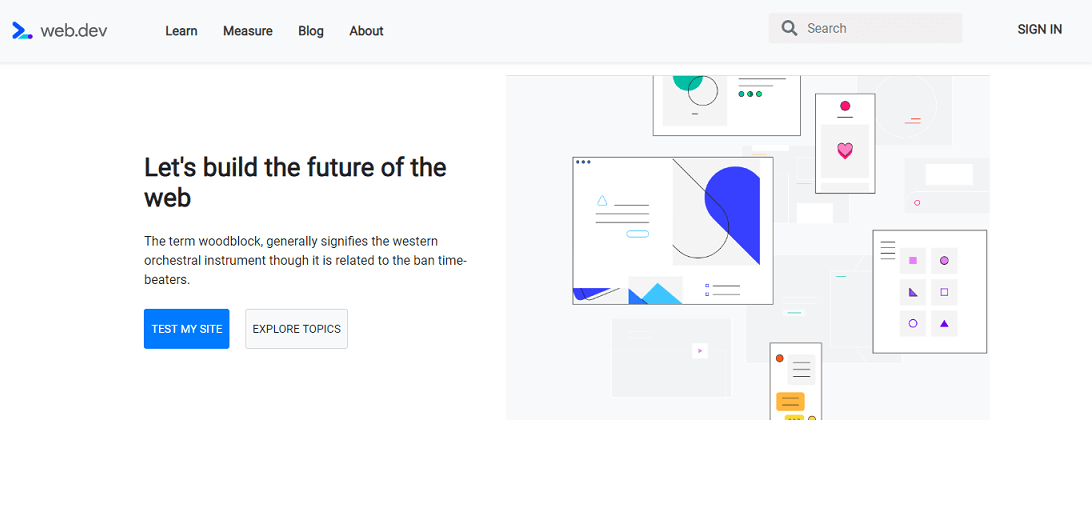 web.dev
Learn
Measure
Blog
About
Search
SIGN IN
Let's build the future of the
web
The term woodblock, generally signifies the western
orchestral instrument though it is related to the ban time-
beaters.
TEST MY SITE
EXPLORE TOPICS